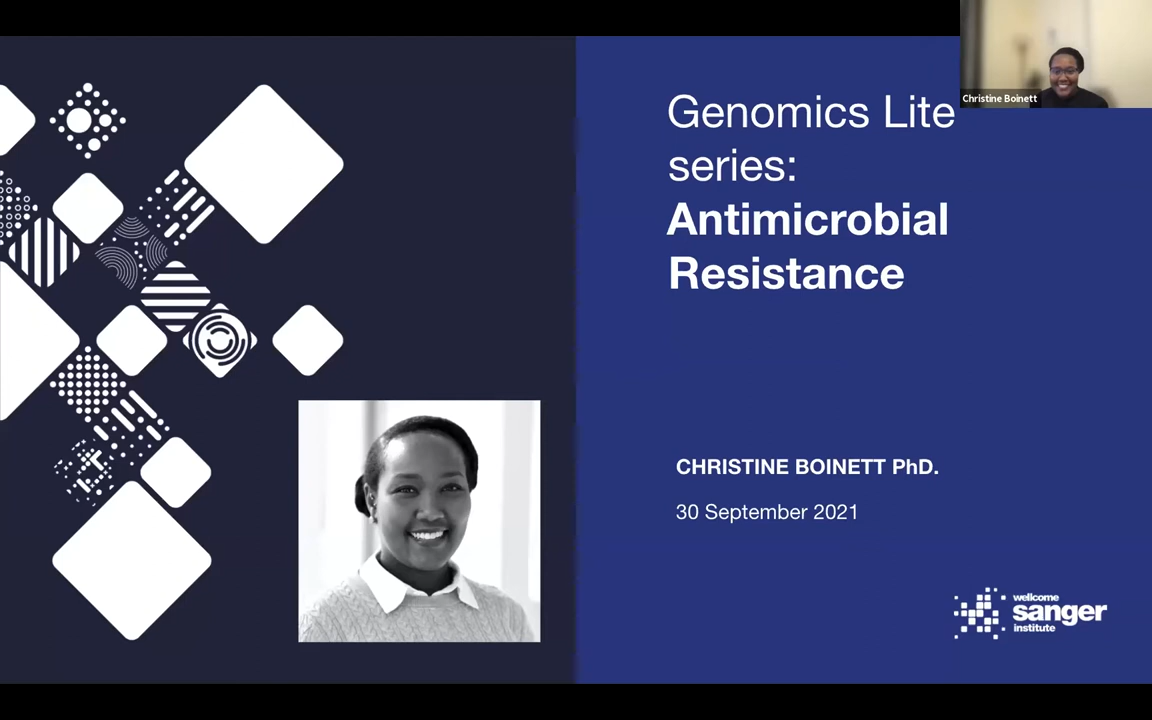 Christine Boinett
Genomics Lite
series:
Antimicrobial
Resistance
CHRISTINE BOINETT PhD.
30 September 2021
wellcome
sanger
institute